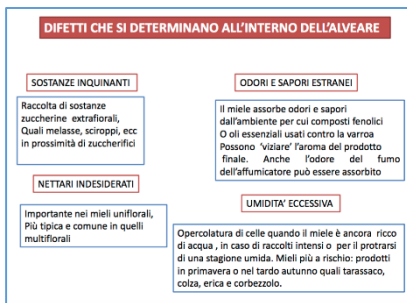 DIFETTI CHE SI DETERMINANO ALL'INTERNO DELL'ALVEARE
SOSTANZE INQUINANTI
Raccolta di sostanze
zuccherine extrafiorali,
Quali melasse, sciroppi, ecc
in prossimità di zuccherifici
NETTARI INDESIDERATI
Importante nei mieli uniflorali,
Più tipica e comune in quelli
multiflorali
ODORI E SAPORI ESTRANEI
Il miele assorbe odori e sapori
dall'ambiente per cui composti fenolici
O oli essenziali usati contro la varroa
Possono 'viziare' l'aroma del prodotto
finale. Anche l'odore del fumo
dell'affumicatore può essere assorbito
UMIDITA' ECCESSIVA
Opercolatura di celle quando il miele è ancora ricco
di acqua , in caso di raccolti intensi o per il protrarsi
di una stagione umida. Mieli più a rischio: prodotti
in primavera o nel tardo autunno quali tarassaco,
colza, erica e corbezzolo.